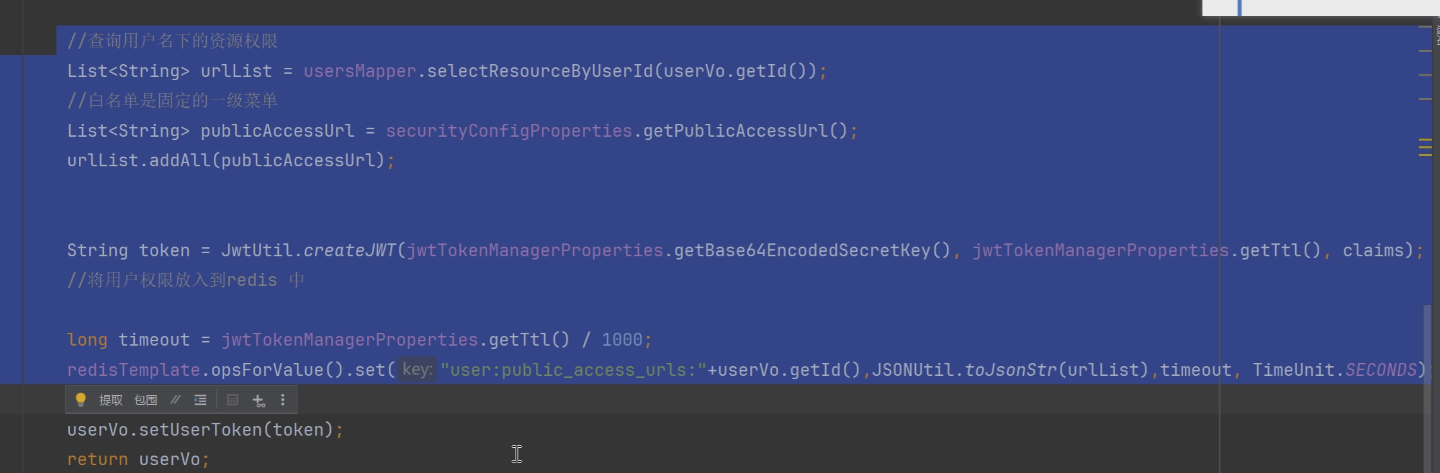 //查询用户名下的资源权限
List<String> urlList = usersMapper.selectResourceByUserId(userVo.getId());
//白名单是固定的一级菜单
List<String> publicAccessUrl = securityConfigProperties.getPublicAccessUrl();
urlList.addAll(publicAccessUrl);
String token = JwtUtil.createJWT(jwtTokenManagerProperties.getBase64EncodedSecretKey(), jwtTokenManagerProperties.getTtl(), claims);
//将用户权限放入到redis 中
long timeout = jwtTokenManagerProperties.getTtl() / 1000;
redisTemplate.opsForValue().set( key: "user:public_access_urls:"+userVo.getId(),JSONUtil.toJsonStr(urlList),timeout, TimeUnit.SECONDS)
提取 包围
userVo.setUserToken(token);
return userVo;